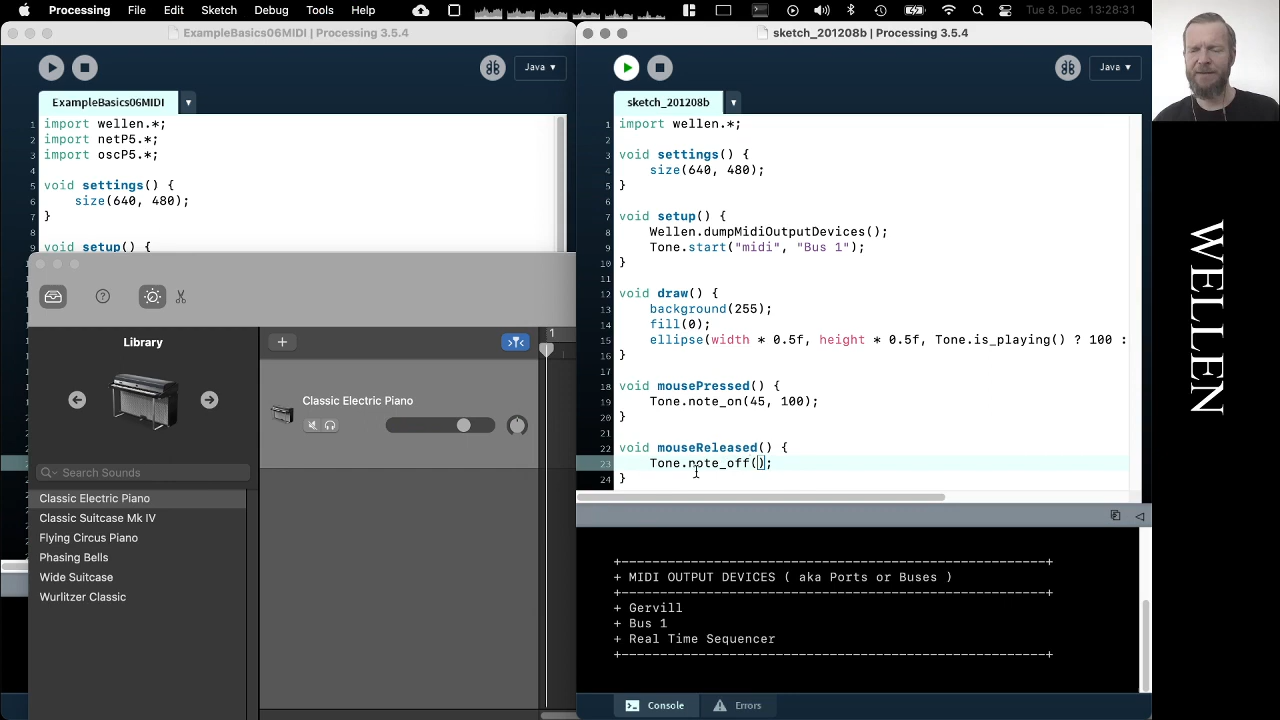 Processing File Edit Sketch Debug Tools Help Tue 8. Dec 13:28:31
ExampleBasics06MIDI | Processing 3.5.4
Java ▾
ExampleBasics06MIDI ▼
1 import wellen.*;
2 import netP5.*;
3 import oscP5.*;
4
5 void settings() {
6 size(640, 480);
7 }
8
9 void setup() {
Library
Search Sounds
Classic Electric Piano
Classic Suitcase Mk IV
Flying Circus Piano
Phasing Bells
Wide Suitcase
Wurlitzer Classic
1
Classic Electric Piano
sketch_201208b | Processing 3.5.4
Java ▾
sketch_201208b ▼
1 import wellen.*;
2
3 void settings() {
4 size(640, 480);
5 }
6
7 void setup() {
8 Wellen.dumpMidiOutputDevices();
9 Tone.start("midi", "Bus 1");
10 }
11
12 void draw() {
13 background(255);
14 fill(0);
15 ellipse(width * 0.5f, height * 0.5f, Tone.is_playing() ? 100 :
16 }
17
18 void mousePressed() {
19 Tone.note_on(45, 100);
20 }
21
22 void mouseReleased() {
23 Tone.note_off();
24 }
+------------------------------------------------------+
+ MIDI OUTPUT DEVICES ( aka Ports or Buses )
+------------------------------------------------------+
+ Gervill
+ Bus 1
+ Real Time Sequencer
+------------------------------------------------------+
Console Errors
WELLEN